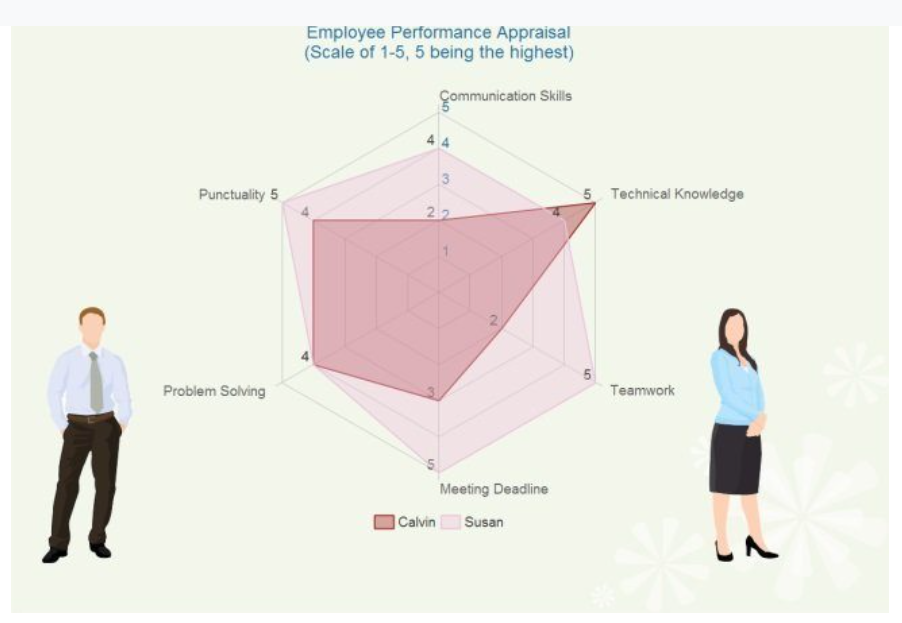 Employee Performance Appraisal
(Scale of 1-5, 5 being the highest)
Communication Skills
5
4 4
3
Punctuality 5
5 Technical Knowledge
4
2 2
4
1
2
4
3
5 Teamwork
Problem Solving
5
Meeting Deadline
Calvin Susan